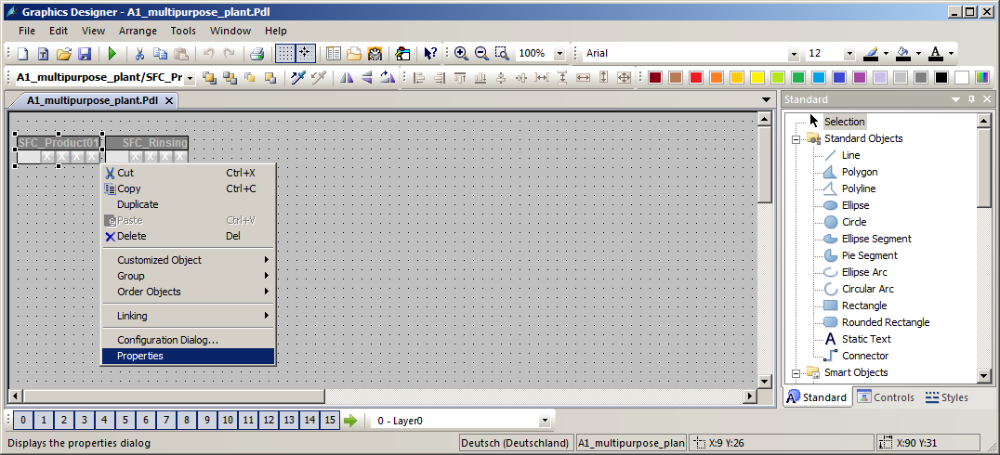 Graphics Designer - A1_multipurpose_plant.Pdl
File Edit View Arrange Tools Window Help
100% Arial 12
A1_multipurpose_plant/SFC_Pr
A1_multipurpose_plant.Pdl
SFC_Product01 SFC_Rinsing
X X X X X X X X
Cut Ctrl+X
Copy Ctrl+C
Duplicate
Paste Ctrl+V
Delete Del
Customized Object
Group
Order Objects
Linking
Configuration Dialog...
Properties
Standard
Selection
Standard Objects
Line
Polygon
Polyline
Ellipse
Circle
Ellipse Segment
Pie Segment
Ellipse Arc
Circular Arc
Rectangle
Rounded Rectangle
A Static Text
Connector
Smart Objects
A Standard Controls Styles
0 1 2 3 4 5 6 7 8 9 10 11 12 13 14 15 0 - Layer0
Displays the properties dialog Deutsch (Deutschland) A1_multipurpose_plan X:9 Y:26 X:90 Y:31